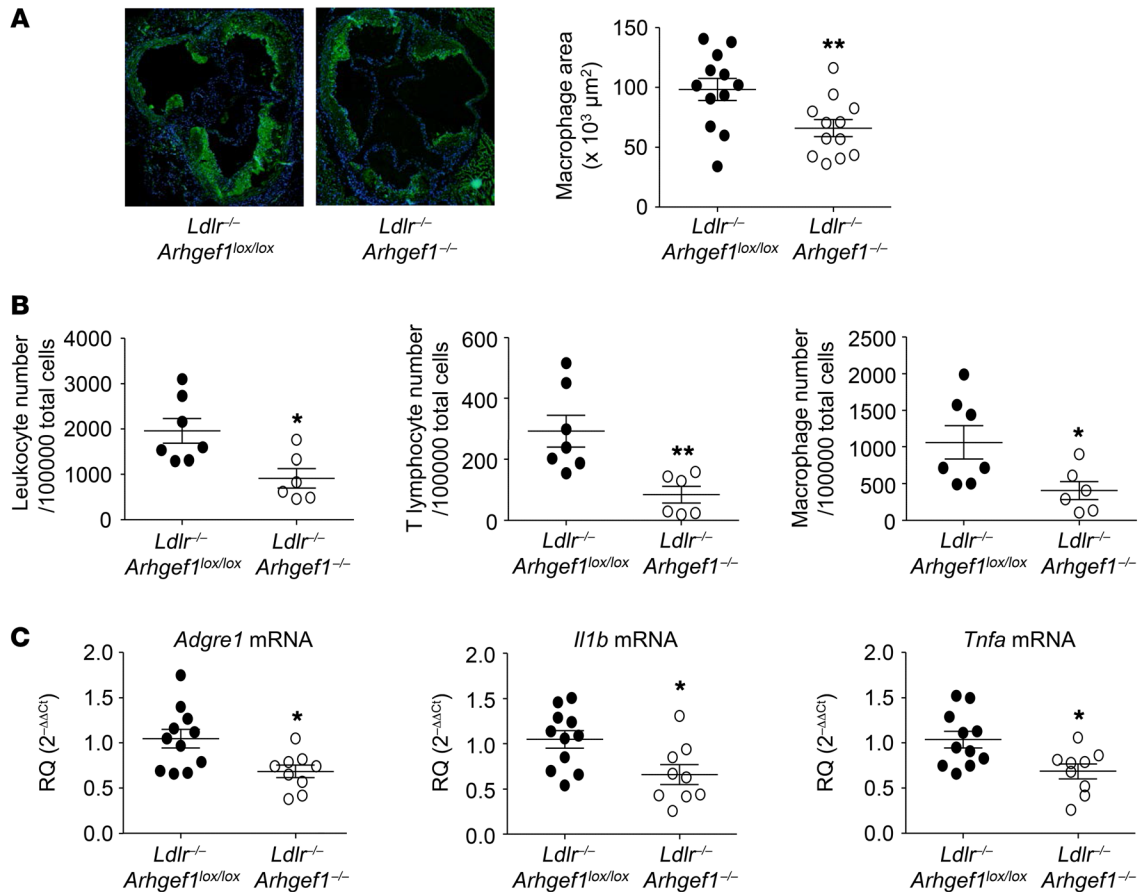 A
Ldlr–/–
Arhgef1lox/lox
Ldlr–/–
Arhgef1–/–
Macrophage area
(x 10³ µm²)
150
100
50
0
**
Ldlr–/–
Arhgef1lox/lox
Ldlr–/–
Arhgef1–/–
B
Leukocyte number
/100000 total cells
4000
3000
2000
1000
0
*
Ldlr–/–
Arhgef1lox/lox
Ldlr–/–
Arhgef1–/–
T lymphocyte number
/100000 total cells
600
400
200
0
**
Ldlr–/–
Arhgef1lox/lox
Ldlr–/–
Arhgef1–/–
Macrophage number
/100000 total cells
2500
2000
1500
1000
500
0
*
Ldlr–/–
Arhgef1lox/lox
Ldlr–/–
Arhgef1–/–
C
Adgre1 mRNA
RQ (2–ΔΔCt)
2.0
1.5
1.0
0.5
0.0
*
Ldlr–/–
Arhgef1lox/lox
Ldlr–/–
Arhgef1–/–
Il1b mRNA
RQ (2–ΔΔCt)
2.0
1.5
1.0
0.5
0.0
*
Ldlr–/–
Arhgef1lox/lox
Ldlr–/–
Arhgef1–/–
Tnfa mRNA
RQ (2–ΔΔCt)
2.0
1.5
1.0
0.5
0.0
*
Ldlr–/–
Arhgef1lox/lox
Ldlr–/–
Arhgef1–/–